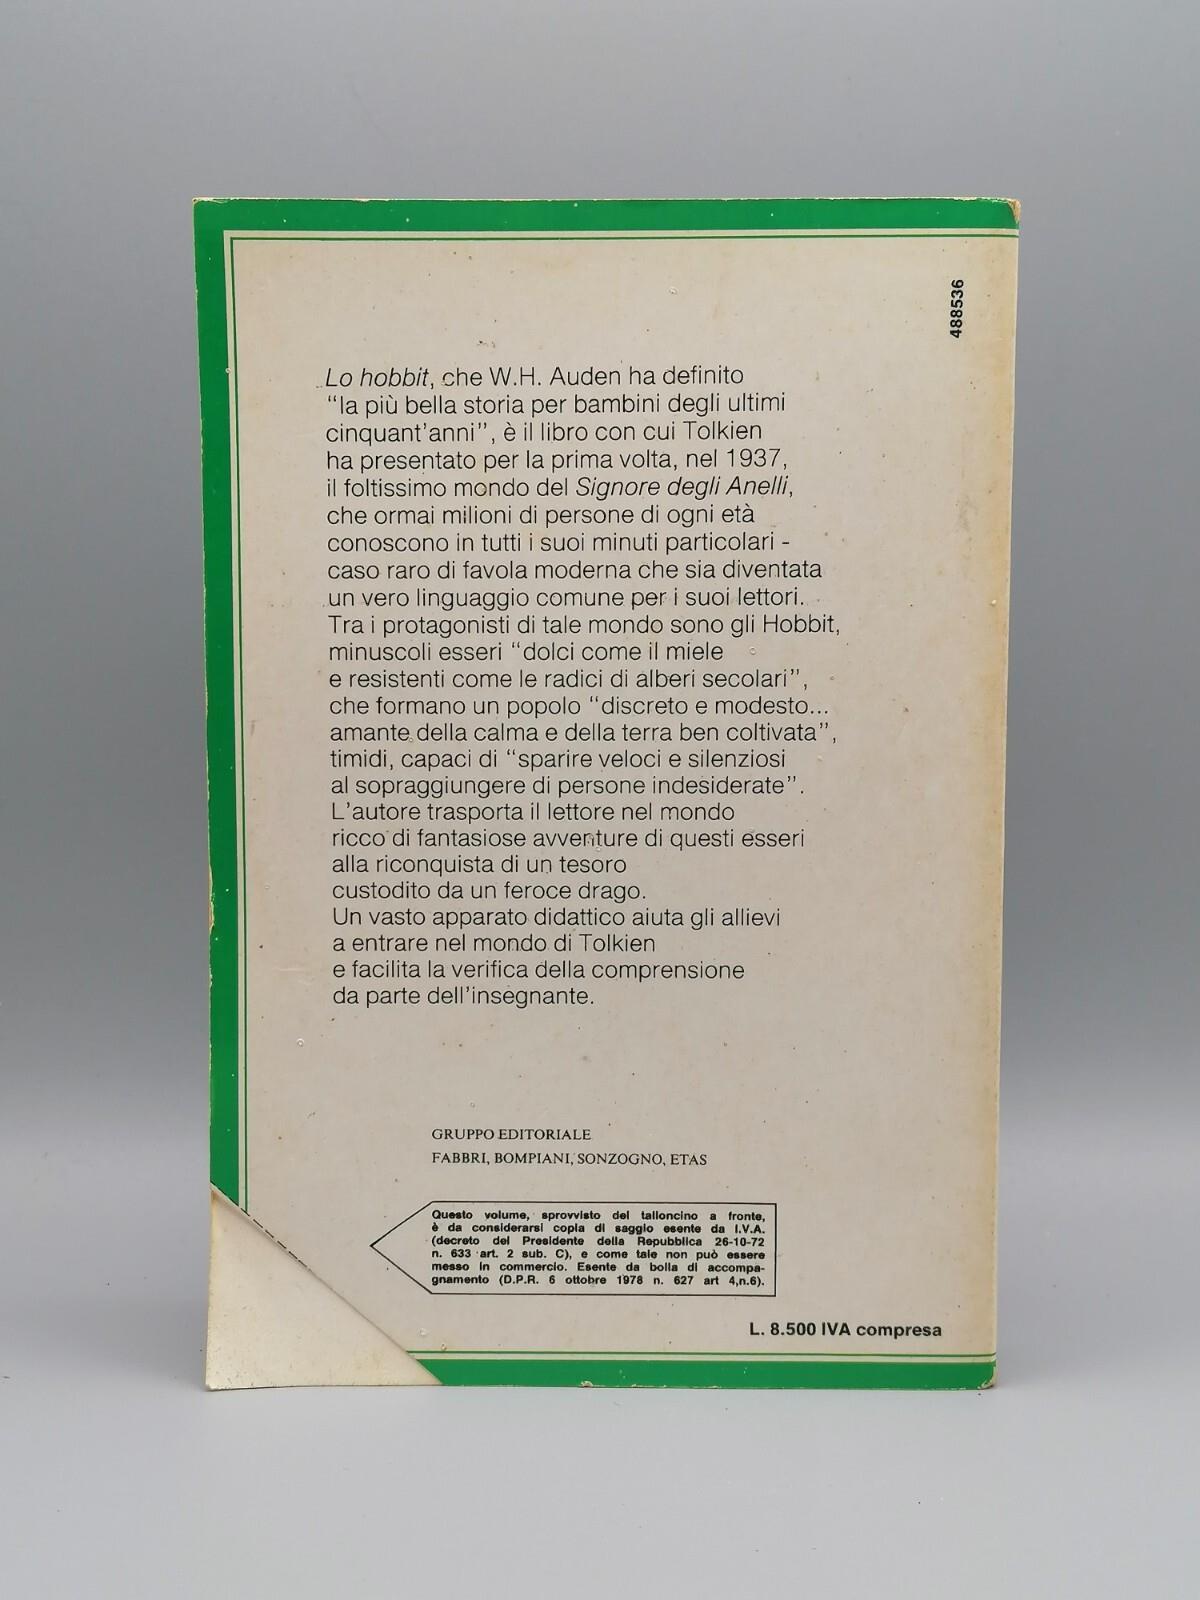 488536
Lo hobbit, che W.H. Auden ha definito
“la più bella storia per bambini degli ultimi
cinquant'anni”, è il libro con cui Tolkien
ha presentato per la prima volta, nel 1937,
il foltissimo mondo del Signore degli Anelli,
che ormai milioni di persone di ogni età
conoscono in tutti i suoi minuti particolari -
caso raro di favola moderna che sia diventata
un vero linguaggio comune per i suoi lettori.
Tra i protagonisti di tale mondo sono gli Hobbit,
minuscoli esseri “dolci come il miele
e resistenti come le radici di alberi secolari”,
che formano un popolo “discreto e modesto...
amante della calma e della terra ben coltivata”,
timidi, capaci di “sparire veloci e silenziosi
al sopraggiungere di persone indesiderate”.
L'autore trasporta il lettore nel mondo
ricco di fantasiose avventure di questi esseri
alla riconquista di un tesoro
custodito da un feroce drago.
Un vasto apparato didattico aiuta gli allievi
a entrare nel mondo di Tolkien
e facilita la verifica della comprensione
da parte dell'insegnante.
GRUPPO EDITORIALE
FABBRI, BOMPIANI, SONZOGNO, ETAS
Questo volume, sprovvisto del talloncino a fronte,
è da considerarsi copia di saggio esente da I.V.A.
(decreto del Presidente della Repubblica 26-10-72
n. 633 art. 2 sub. C), e come tale non può essere
messo in commercio. Esente da bolla di accompa-
gnamento (D.P.R. 6 ottobre 1978 n. 627 art 4,n.6).
L. 8.500 IVA compresa